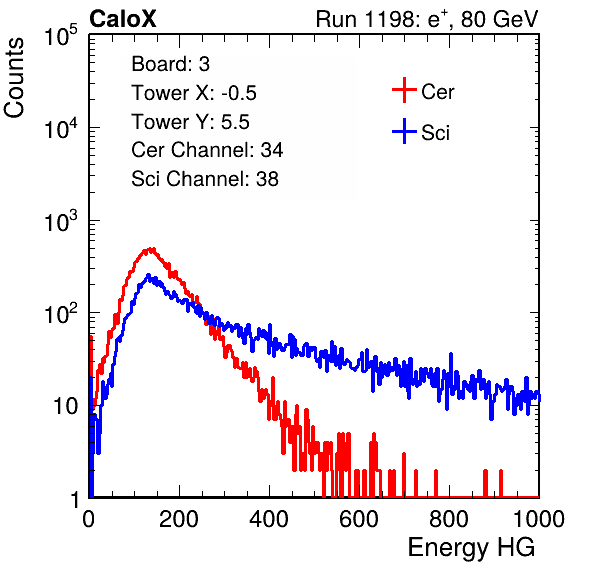 CaloX Run 1198: e⁺, 80 GeV
Counts
10⁵
10⁴
10³
10²
10
1
Board: 3
Tower X: -0.5
Tower Y: 5.5
Cer Channel: 34
Sci Channel: 38
Cer
Sci
0 200 400 600 800 1000
Energy HG